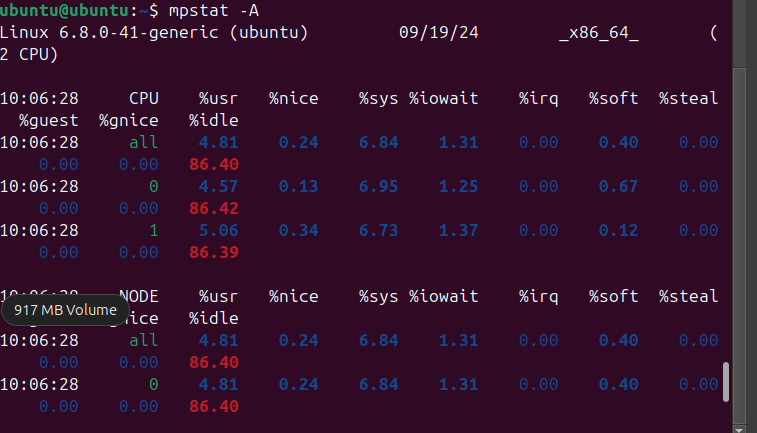 ubuntu@ubuntu:~$ mpstat -A
Linux 6.8.0-41-generic (ubuntu) 09/19/24 _x86_64_ (
2 CPU)
10:06:28 CPU %usr %nice %sys %iowait %irq %soft %steal
%guest %gnice %idle
10:06:28 all 4.81 0.24 6.84 1.31 0.00 0.40 0.00
0.00 0.00 86.40
10:06:28 0 4.57 0.13 6.95 1.25 0.00 0.67 0.00
0.00 0.00 86.42
10:06:28 1 5.06 0.34 6.73 1.37 0.00 0.12 0.00
0.00 0.00 86.39
10:06:28 NODE %usr %nice %sys %iowait %irq %soft %steal
917 MB Volume
%idle
10:06:28 all 4.81 0.24 6.84 1.31 0.00 0.40 0.00
0.00 0.00 86.40
10:06:28 0 4.81 0.24 6.84 1.31 0.00 0.40 0.00
0.00 0.00 86.40